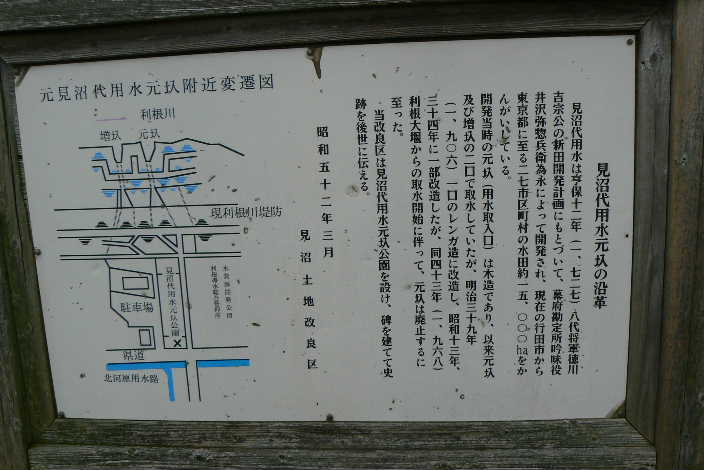 見沼代用水元圦の沿革
見沼代用水は享保十二年（一、七二七）八代将軍徳川
吉宗公の新田開発計画にもとづいて、幕府勘定所吟味役
井沢弥惣兵衛為永によって開発され、現在の行田市から
東京都に至る二七市区町村の水田約一五、〇〇〇haをか
んがいしている。
開発当時の元圦（用水取入口）は木造であり、以来元圦
及び増圦の二口で取水していたが、明治三十九年
（一、九〇六）一口のレンガ造に改造し、昭和十三年、
三十四年に一部改造したが、同四十三年（一、九六八）
利根大堰からの取水開始に伴って、元圦は廃止するに
至った。
当改良区は見沼代用水元圦公園を設け、碑を建てて史
跡を後世に伝える。
昭和五十二年三月
見沼土地改良区
元見沼代用水元圦附近変遷図
利根川
増圦 元圦
現利根川堤防
見沼代用水元圦公園
駐車場
県道
北河原用水路